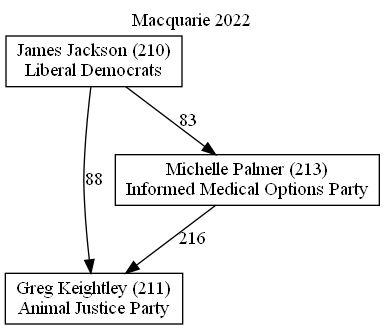 Macquarie 2022
James Jackson (210)
Liberal Democrats
83
Michelle Palmer (213)
Informed Medical Options Party
88
216
Greg Keightley (211)
Animal Justice Party